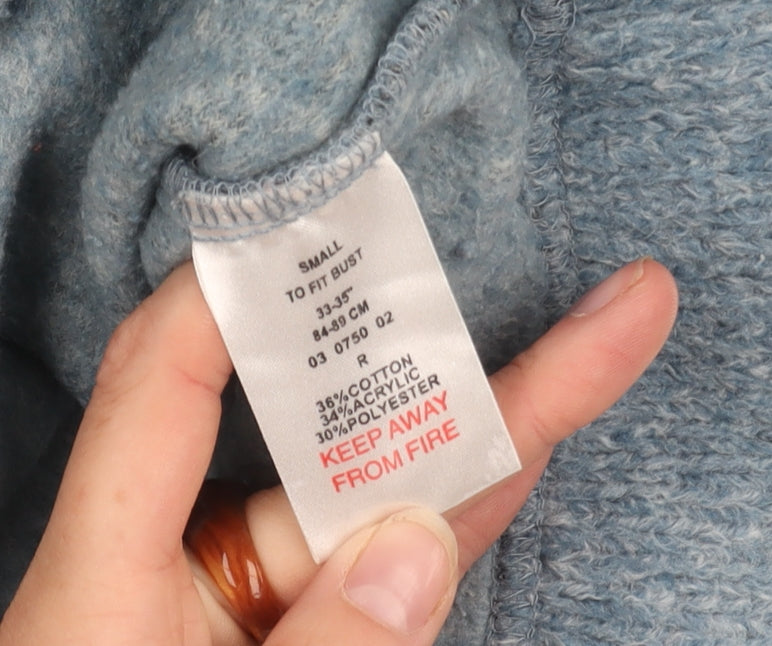 SMALL
TO FIT BUST
33-35"
84-89 CM
03 0750 02
R
36%COTTON
34%ACRYLIC
30%POLYESTER
KEEP AWAY
FROM FIRE